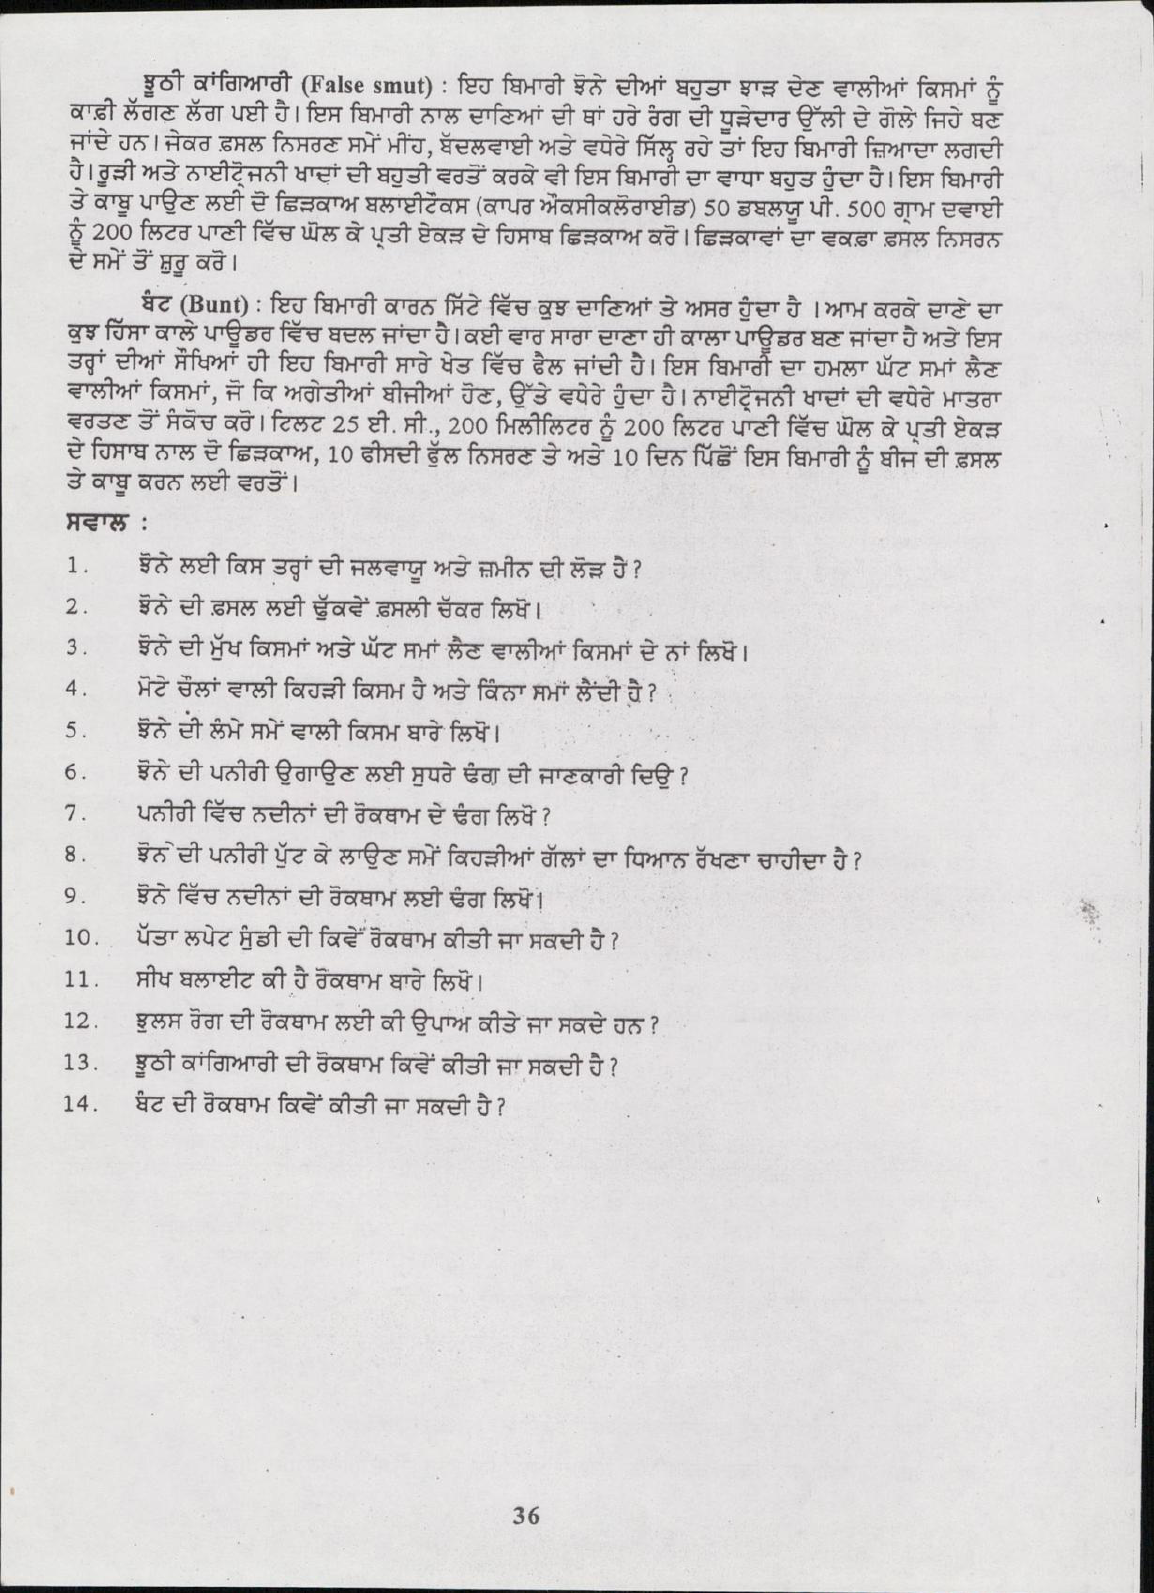 ਝੂਠੀ ਕਾਂਗਿਆਰੀ (False smut) : ਇਹ ਬਿਮਾਰੀ ਝੋਨੇ ਦੀਆਂ ਬਹੁਤਾ ਝਾੜ ਦੇਣ ਵਾਲੀਆਂ ਕਿਸਮਾਂ ਨੂੰ
ਕਾਫ਼ੀ ਲੱਗਣ ਲੱਗ ਪਈ ਹੈ। ਇਸ ਬਿਮਾਰੀ ਨਾਲ ਦਾਣਿਆਂ ਦੀ ਥਾਂ ਹਰੇ ਰੰਗ ਦੀ ਧੂੜੇਦਾਰ ਉੱਲੀ ਦੇ ਗੋਲੇ ਜਿਹੇ ਬਣ
ਜਾਂਦੇ ਹਨ। ਜੇਕਰ ਫ਼ਸਲ ਨਿਸਰਣ ਸਮੇਂ ਮੀਂਹ, ਬੱਦਲਵਾਈ ਅਤੇ ਵਧੇਰੇ ਸਿੱਲ੍ਹ ਰਹੇ ਤਾਂ ਇਹ ਬਿਮਾਰੀ ਜ਼ਿਆਦਾ ਲਗਦੀ
ਹੈ। ਰੂੜੀ ਅਤੇ ਨਾਈਟ੍ਰੋਜਨੀ ਖਾਦਾਂ ਦੀ ਬਹੁਤੀ ਵਰਤੋਂ ਕਰਕੇ ਵੀ ਇਸ ਬਿਮਾਰੀ ਦਾ ਵਾਧਾ ਬਹੁਤ ਹੁੰਦਾ ਹੈ। ਇਸ ਬਿਮਾਰੀ
ਤੇ ਕਾਬੂ ਪਾਉਣ ਲਈ ਦੋ ਛਿੜਕਾਅ ਬਲਾਈਟੌਕਸ (ਕਾਪਰ ਔਕਸੀਕਲੋਰਾਈਡ) 50 ਡਬਲਯੂ ਪੀ. 500 ਗ੍ਰਾਮ ਦਵਾਈ
ਨੂੰ 200 ਲਿਟਰ ਪਾਣੀ ਵਿੱਚ ਘੋਲ ਕੇ ਪ੍ਰਤੀ ਏਕੜ ਦੇ ਹਿਸਾਬ ਛਿੜਕਾਅ ਕਰੋ। ਛਿੜਕਾਵਾਂ ਦਾ ਵਕਫ਼ਾ ਫ਼ਸਲ ਨਿਸਰਨ
ਦੇ ਸਮੇਂ ਤੋਂ ਸ਼ੁਰੂ ਕਰੋ।
ਬੰਟ (Bunt) : ਇਹ ਬਿਮਾਰੀ ਕਾਰਨ ਸਿੱਟੇ ਵਿੱਚ ਕੁਝ ਦਾਣਿਆਂ ਤੇ ਅਸਰ ਹੁੰਦਾ ਹੈ । ਆਮ ਕਰਕੇ ਦਾਣੇ ਦਾ
ਕੁਝ ਹਿੱਸਾ ਕਾਲੇ ਪਾਊਡਰ ਵਿੱਚ ਬਦਲ ਜਾਂਦਾ ਹੈ। ਕਈ ਵਾਰ ਸਾਰਾ ਦਾਣਾ ਹੀ ਕਾਲਾ ਪਾਊਡਰ ਬਣ ਜਾਂਦਾ ਹੈ ਅਤੇ ਇਸ
ਤਰ੍ਹਾਂ ਦੀਆਂ ਸੌਖਿਆਂ ਹੀ ਇਹ ਬਿਮਾਰੀ ਸਾਰੇ ਖੇਤ ਵਿੱਚ ਫੈਲ ਜਾਂਦੀ ਹੈ। ਇਸ ਬਿਮਾਰੀ ਦਾ ਹਮਲਾ ਘੱਟ ਸਮਾਂ ਲੈਣ
ਵਾਲੀਆਂ ਕਿਸਮਾਂ, ਜੋ ਕਿ ਅਗੇਤੀਆਂ ਬੀਜੀਆਂ ਹੋਣ, ਉੱਤੇ ਵਧੇਰੇ ਹੁੰਦਾ ਹੈ। ਨਾਈਟ੍ਰੋਜਨੀ ਖਾਦਾਂ ਦੀ ਵਧੇਰੇ ਮਾਤਰਾ
ਵਰਤਣ ਤੋਂ ਸੰਕੋਚ ਕਰੋ। ਟਿਲਟ 25 ਈ. ਸੀ., 200 ਮਿਲੀਲਿਟਰ ਨੂੰ 200 ਲਿਟਰ ਪਾਣੀ ਵਿੱਚ ਘੋਲ ਕੇ ਪ੍ਰਤੀ ਏਕੜ
ਦੇ ਹਿਸਾਬ ਨਾਲ ਦੋ ਛਿੜਕਾਅ, 10 ਫੀਸਦੀ ਫੁੱਲ ਨਿਸਰਣ ਤੇ ਅਤੇ 10 ਦਿਨ ਪਿੱਛੋਂ ਇਸ ਬਿਮਾਰੀ ਨੂੰ ਬੀਜ ਦੀ ਫ਼ਸਲ
ਤੇ ਕਾਬੂ ਕਰਨ ਲਈ ਵਰਤੋਂ।
ਸਵਾਲ :
1. ਝੋਨੇ ਲਈ ਕਿਸ ਤਰ੍ਹਾਂ ਦੀ ਜਲਵਾਯੂ ਅਤੇ ਜ਼ਮੀਨ ਦੀ ਲੋੜ ਹੈ?
2. ਝੋਨੇ ਦੀ ਫ਼ਸਲ ਲਈ ਢੁੱਕਵੇਂ ਫ਼ਸਲੀ ਚੱਕਰ ਲਿਖੋ।
3. ਝੋਨੇ ਦੀ ਮੁੱਖ ਕਿਸਮਾਂ ਅਤੇ ਘੱਟ ਸਮਾਂ ਲੈਣ ਵਾਲੀਆਂ ਕਿਸਮਾਂ ਦੇ ਨਾਂ ਲਿਖੋ।
4. ਮੋਟੇ ਚੌਲਾਂ ਵਾਲੀ ਕਿਹੜੀ ਕਿਸਮ ਹੈ ਅਤੇ ਕਿੰਨਾ ਸਮਾਂ ਲੈਂਦੀ ਹੈ?
5. ਝੋਨੇ ਦੀ ਲੰਮੇ ਸਮੇਂ ਵਾਲੀ ਕਿਸਮ ਬਾਰੇ ਲਿਖੋ।
6. ਝੋਨੇ ਦੀ ਪਨੀਰੀ ਉਗਾਉਣ ਲਈ ਸੁਧਰੇ ਢੰਗ ਦੀ ਜਾਣਕਾਰੀ ਦਿਉ?
7. ਪਨੀਰੀ ਵਿੱਚ ਨਦੀਨਾਂ ਦੀ ਰੋਕਥਾਮ ਦੇ ਢੰਗ ਲਿਖੋ?
8. ਝੋਨੇ ਦੀ ਪਨੀਰੀ ਪੁੱਟ ਕੇ ਲਾਉਣ ਸਮੇਂ ਕਿਹੜੀਆਂ ਗੱਲਾਂ ਦਾ ਧਿਆਨ ਰੱਖਣਾ ਚਾਹੀਦਾ ਹੈ?
9. ਝੋਨੇ ਵਿੱਚ ਨਦੀਨਾਂ ਦੀ ਰੋਕਥਾਮ ਲਈ ਢੰਗ ਲਿਖੋ।
10. ਪੱਤਾ ਲਪੇਟ ਸੁੰਡੀ ਦੀ ਕਿਵੇਂ ਰੋਕਥਾਮ ਕੀਤੀ ਜਾ ਸਕਦੀ ਹੈ?
11. ਸੀਖ ਬਲਾਈਟ ਕੀ ਹੈ ਰੋਕਥਾਮ ਬਾਰੇ ਲਿਖੋ।
12. ਝੁਲਸ ਰੋਗ ਦੀ ਰੋਕਥਾਮ ਲਈ ਕੀ ਉਪਾਅ ਕੀਤੇ ਜਾ ਸਕਦੇ ਹਨ?
13. ਝੂਠੀ ਕਾਂਗਿਆਰੀ ਦੀ ਰੋਕਥਾਮ ਕਿਵੇਂ ਕੀਤੀ ਜਾ ਸਕਦੀ ਹੈ?
14. ਬੰਟ ਦੀ ਰੋਕਥਾਮ ਕਿਵੇਂ ਕੀਤੀ ਜਾ ਸਕਦੀ ਹੈ?
36